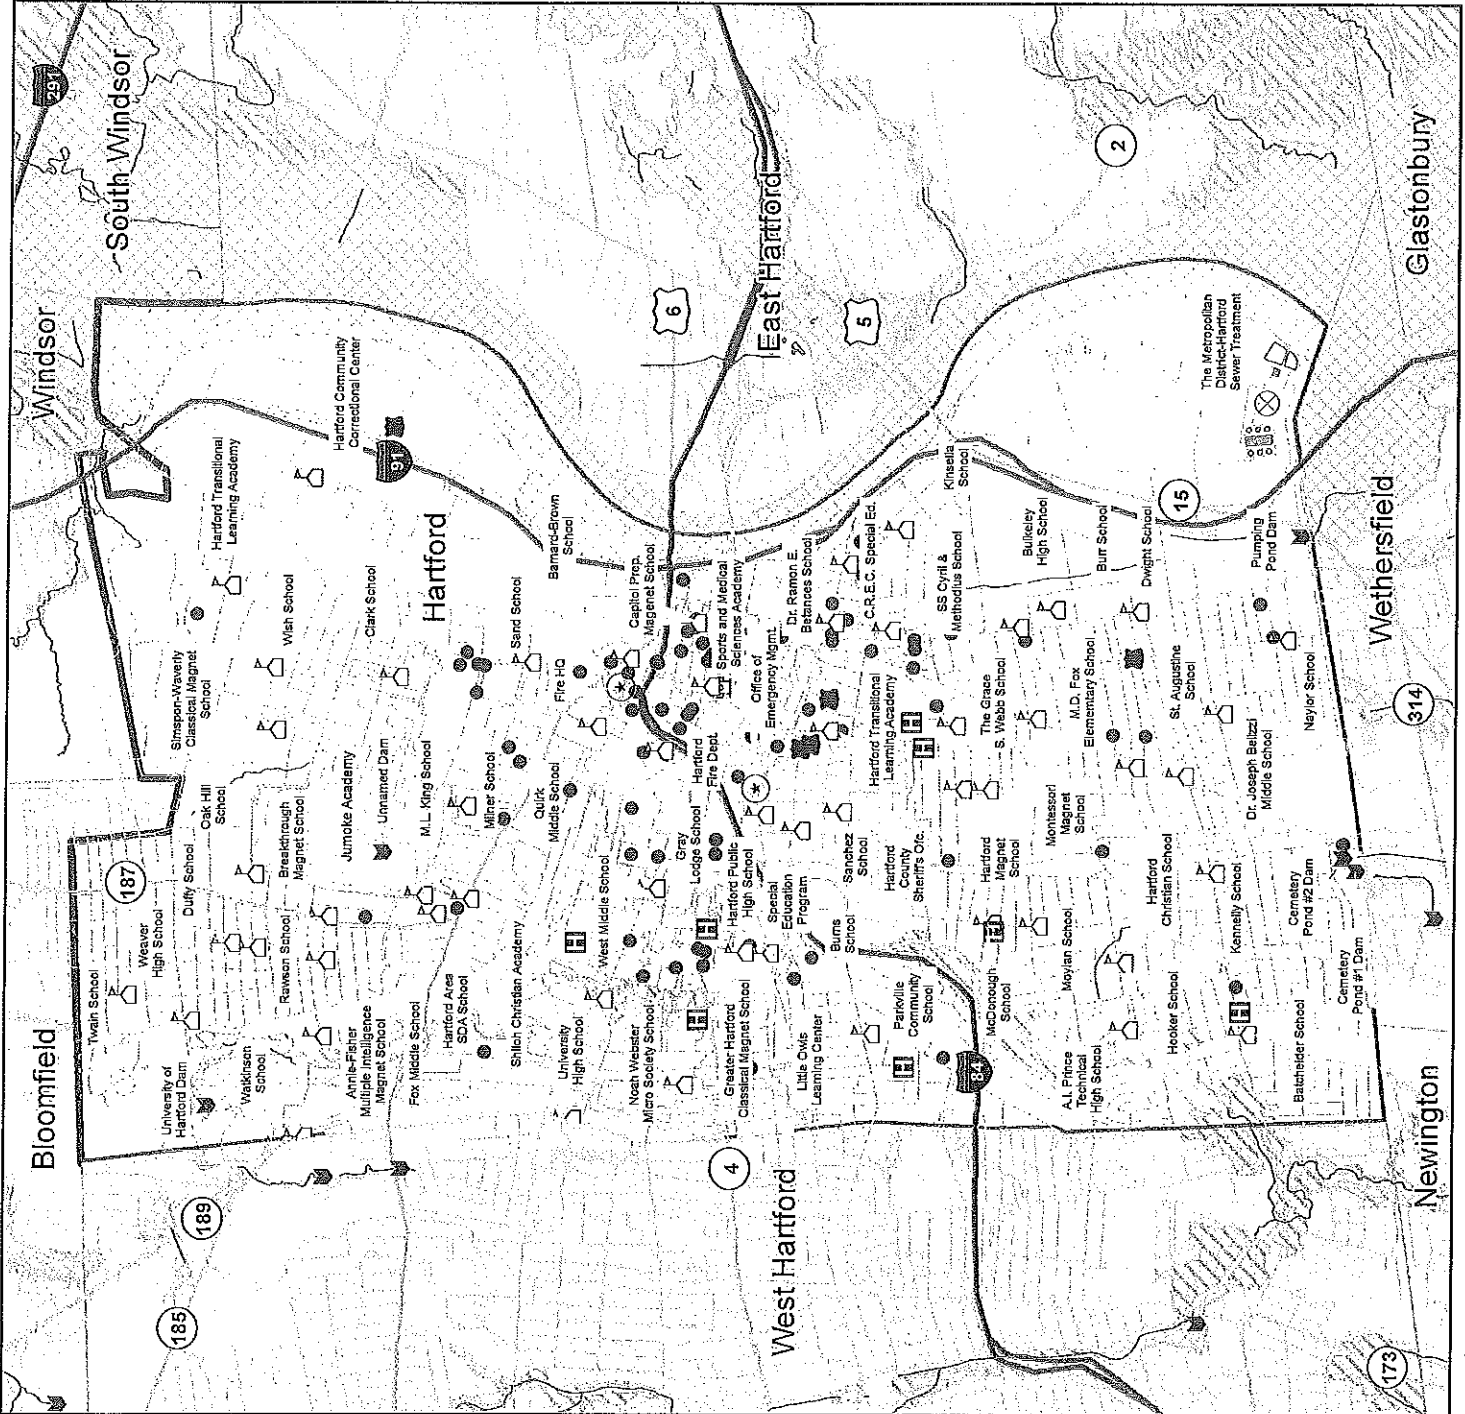 Bloomfield
Windsor
291
South Windsor
Twain School
187
Weaver
High School
University of
Hartford Dam
185
Duffy School
Simspon-Waverly
Classical Magnet
School
189
Oak Hill
School
Hartford Transitional
Learning Academy
Watkinson
School
Rawson School
Breakthrough
Magnet School
Wish School
Annie-Fisher
Multiple Intelligence
Magnet School
Jumoke Academy
Hartford Community
Correctional Center
Clark School
Unnamed Dam
91
Fox Middle School
M.L. King School
Hartford
Hartford Area
SDA School
Milner School
Shiloh Christian Academy
Sand School
Quirk
Middle School
Barnard-Brown
School
Fire HQ
University
High School
H
West Middle School
Noah Webster
Micro Society School
Capitol Prep.
Magenet School
6
Gray
Lodge School
Hartford
Fire Dept.
H
H
Greater Hartford
Classical Magnet School
Hartford Public
High School
Sports and Medical
Sciences Academy
4
Office of
Emergency Mgmt.
East Hartford
West Hartford
Special
Education
Program
Little Owls
Learning Center
Dr. Ramon E.
Betances School
Burns
School
Sanchez
School
5
C.R.E.C. Special Ed.
Hartford Transitional
Learning Academy
Hartford
County
Sheriff's Ofc.
Parkville
Community
School
H
H
H
SS Cyril &
Methodius School
Kinsella
School
84
McDonough
School
H
Hartford
Magnet
School
The Grace
S. Webb School
Bulkeley
High School
Moylan School
Montessori
Magnet
School
M.D. Fox
Elementary School
A.I. Prince
Technical
High School
Burr School
2
Dwight School
Hartford
Christian School
Hooker School
St. Augustine
School
15
The Metropolitan
District-Hartford
Sewer Treatment
Kennelly School
H
Dr. Joseph Bellizzi
Middle School
Pumping
Pond Dam
Batchelder School
Cemetery
Pond #2 Dam
Naylor School
Cemetery
Pond #1 Dam
173
Wethersfield
314
Newington
Glastonbury